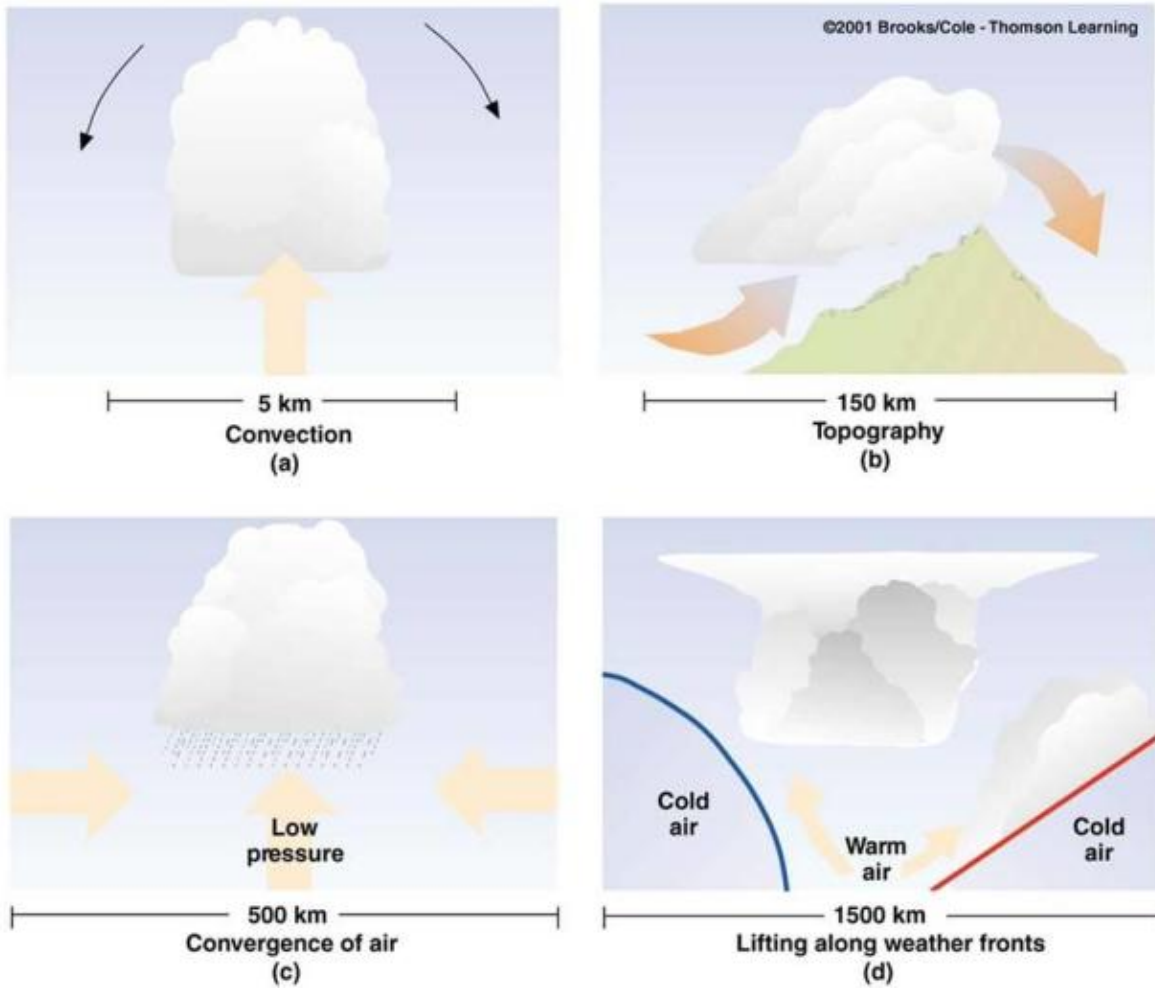 ©2001 Brooks/Cole - Thomson Learning
5 km
Convection
(a)
150 km
Topography
(b)
Low
pressure
500 km
Convergence of air
(c)
Cold
air
Warm
air
Cold
air
1500 km
Lifting along weather fronts
(d)